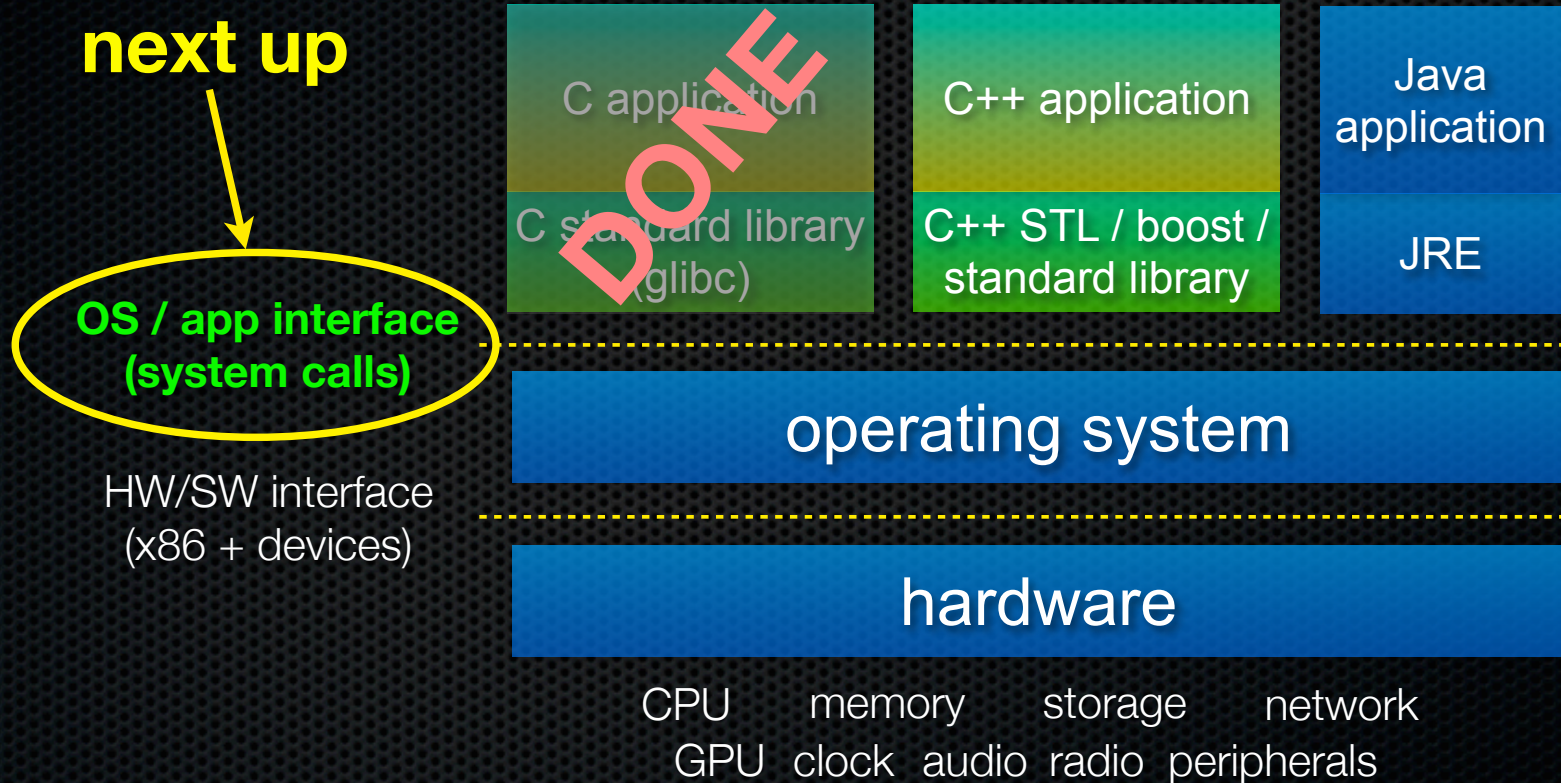 next up
OS / app interface
(system calls)
HW/SW interface
(x86 + devices)
C application
C standard library
(glibc)
DONE
C++ application
C++ STL / boost /
standard library
Java
application
JRE
operating system
hardware
CPU memory storage network
GPU clock audio radio peripherals